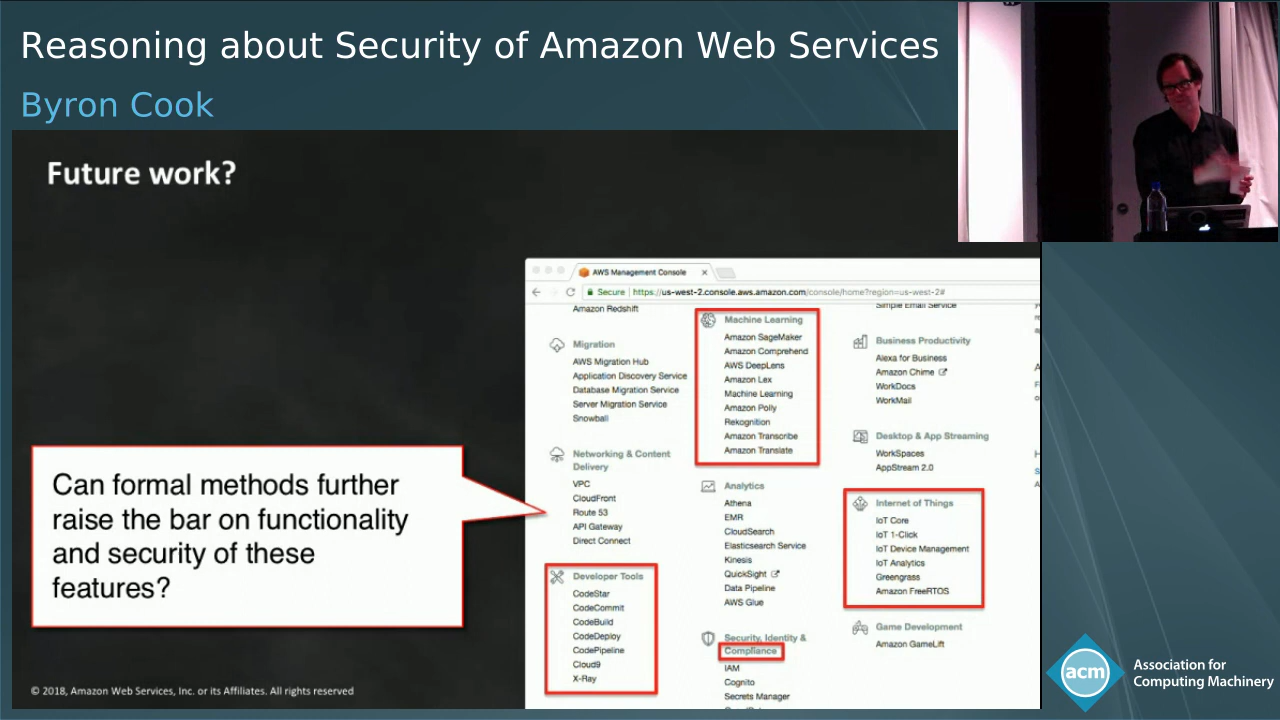 Reasoning about Security of Amazon Web Services
Byron Cook
Future work?
AWS Management Console
Secure
https://us-west-2.console.aws.amazon.com/console/home?region=us-west-2#
Amazon Redshift
Migration
AWS Migration Hub
Application Discovery Service
Database Migration Service
Server Migration Service
Snowball
Networking & Content
Delivery
VPC
CloudFront
Route 53
API Gateway
Direct Connect
Developer Tools
CodeStar
CodeCommit
CodeBuild
CodeDeploy
CodePipeline
Cloud9
X-Ray
Machine Learning
Amazon SageMaker
Amazon Comprehend
AWS DeepLens
Amazon Lex
Machine Learning
Amazon Polly
Rekognition
Amazon Transcribe
Amazon Translate
Analytics
Athena
EMR
CloudSearch
Elasticsearch Service
Kinesis
QuickSight
Data Pipeline
AWS Glue
Security, Identity &
Compliance
IAM
Cognito
Secrets Manager
Simple Email Service
Business Productivity
Alexa for Business
Amazon Chime
WorkDocs
WorkMail
Desktop & App Streaming
WorkSpaces
AppStream 2.0
Internet of Things
IoT Core
IoT 1-Click
IoT Device Management
IoT Analytics
Greengrass
Amazon FreeRTOS
Game Development
Amazon GameLift
Can formal methods further
raise the bar on functionality
and security of these
features?
© 2018, Amazon Web Services, Inc. or its Affiliates. All rights reserved
acm
Association for
Computing Machinery